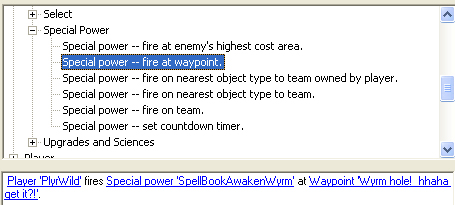 Select
Special Power
Special power -- fire at enemy's highest cost area.
Special power -- fire at waypoint.
Special power -- fire on nearest object type to team owned by player.
Special power -- fire on nearest object type to team.
Special power -- fire on team.
Special power -- set countdown timer.
Upgrades and Sciences
Player
Player 'PlyrWild' fires Special power 'SpellBookAwakenWyrm' at Waypoint 'Wyrm hole!  hhaha
get it?!'.